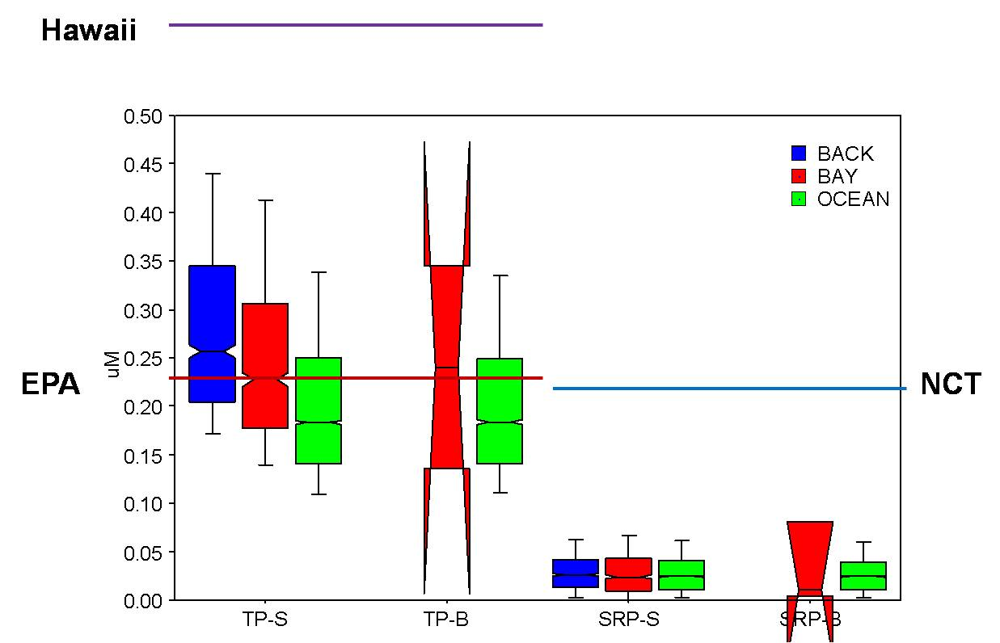 Hawaii
0.50
BACK
0.45
BAY
OCEAN
0.40
0.35
0.30
0.25
uM
EPA
NCT
0.20
0.15
0.10
0.05
0.00
TP-S TP-B SRP-S SRP-B